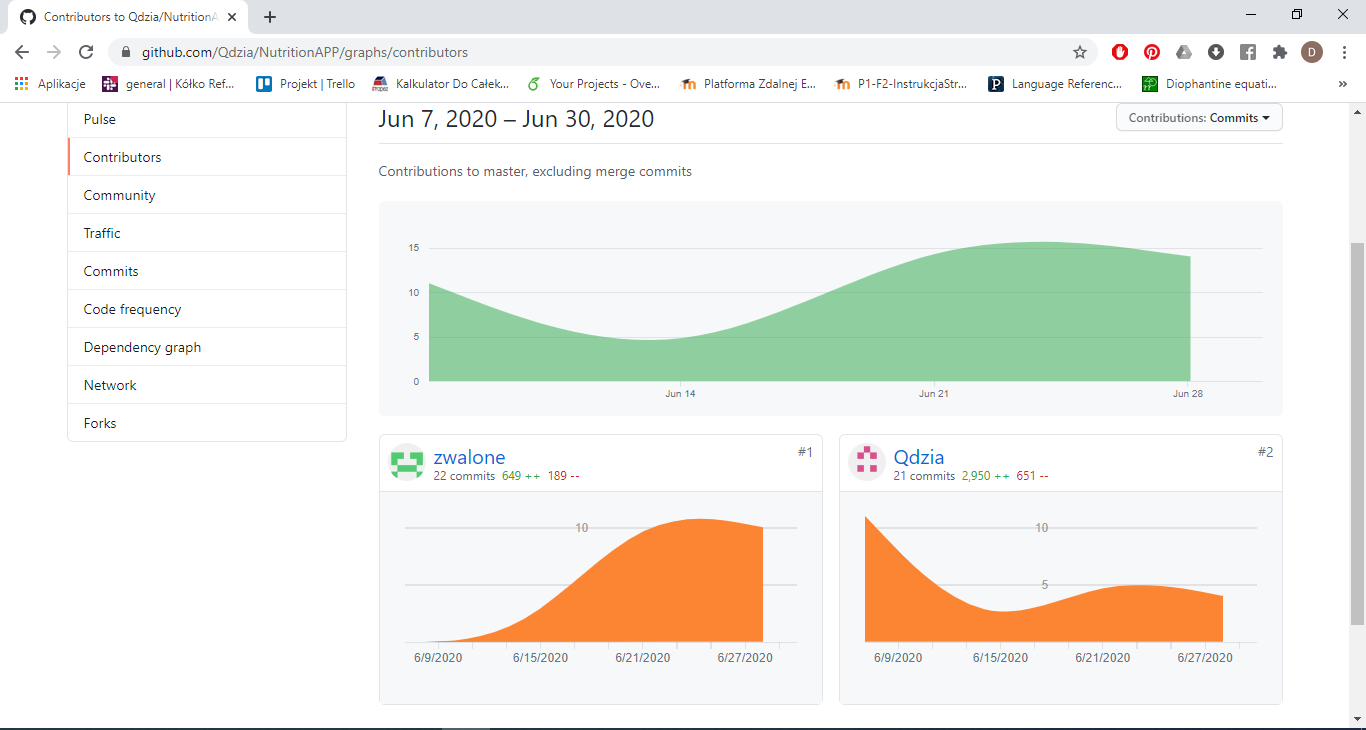 Contributors to Qdzia/NutritionA
github.com/Qdzia/NutritionAPP/graphs/contributors
D
Aplikacje
general | Kółko Ref...
Projekt | Trello
Kalkulator Do Całek...
Your Projects - Ove...
Platforma Zdalnej E...
P1-F2-InstrukcjaStr...
Language Referenc...
Diophantine equati...
»
Pulse
Contributors
Community
Traffic
Commits
Code frequency
Dependency graph
Network
Forks
Jun 7, 2020 – Jun 30, 2020
Contributions: Commits
Contributions to master, excluding merge commits
15
10
5
0
Jun 14
Jun 21
Jun 28
zwalone
#1
22 commits 649 ++ 189 --
10
6/9/2020
6/15/2020
6/21/2020
6/27/2020
Qdzia
#2
21 commits 2,950 ++ 651 --
10
5
6/9/2020
6/15/2020
6/21/2020
6/27/2020